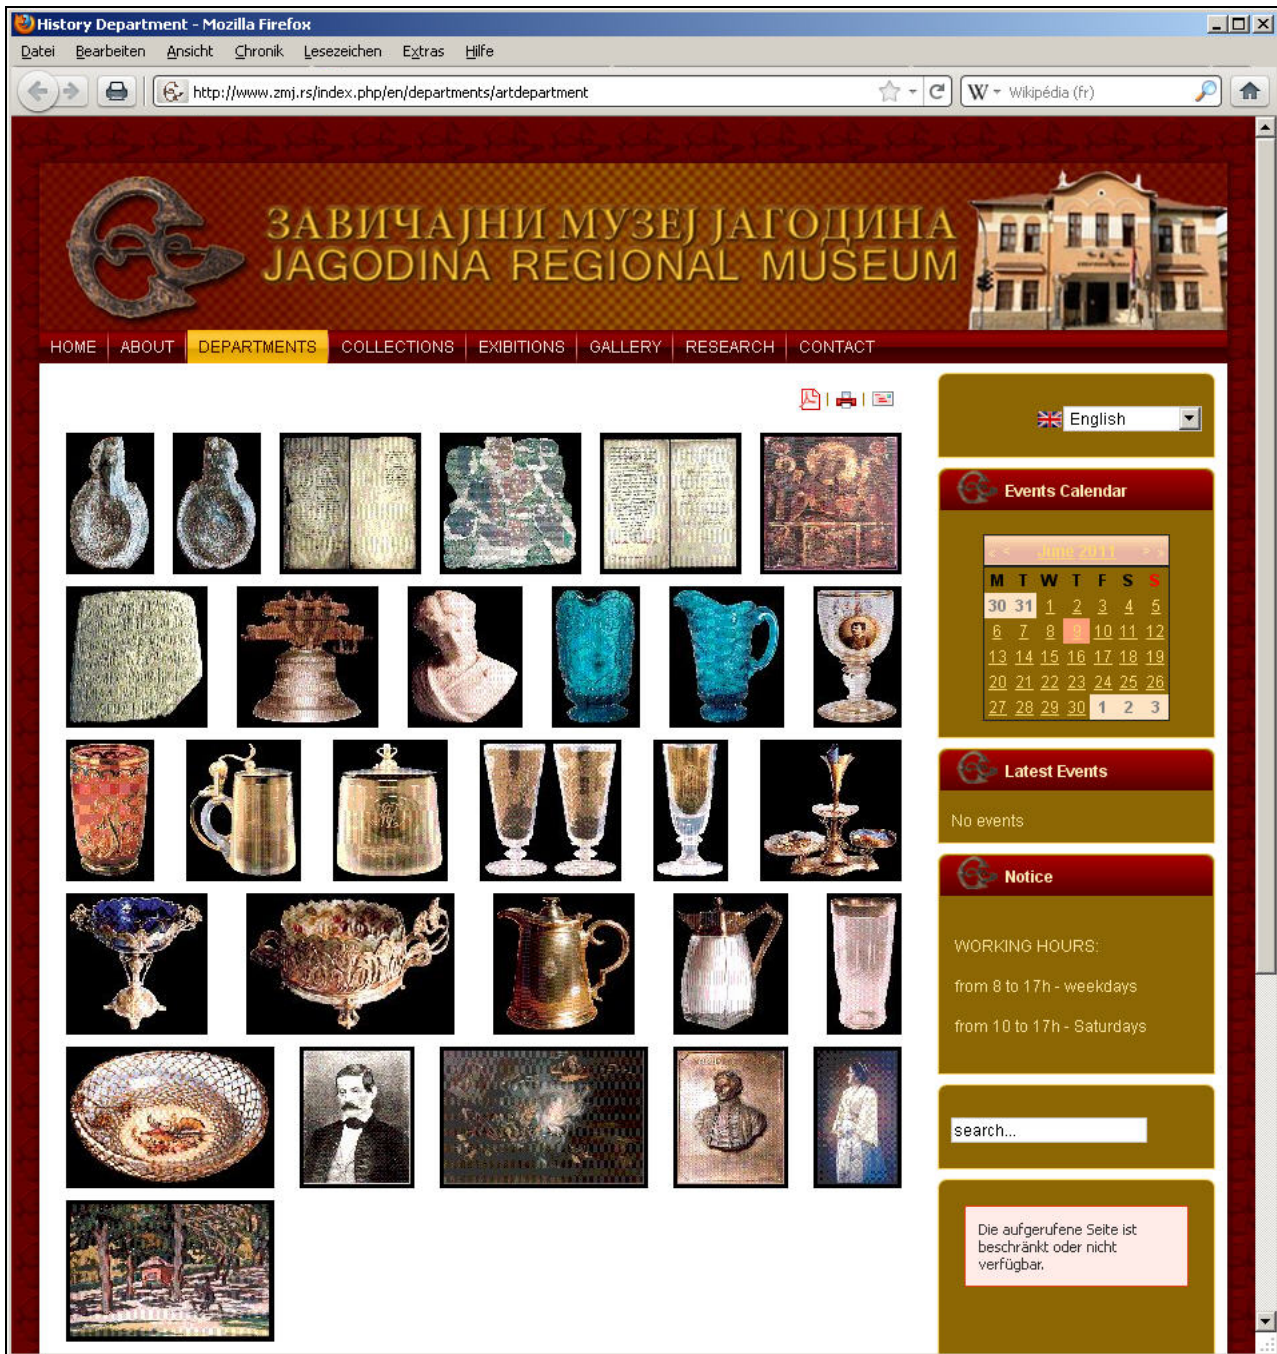 History Department - Mozilla Firefox
Datei Bearbeiten Ansicht Chronik Lesezeichen Extras Hilfe
http://www.zmj.rs/index.php/en/departments/artdepartment
W Wikipédia (fr)
ЗАВИЧАЈНИ МУЗЕЈ ЈАГОДИНА
JAGODINA REGIONAL MUSEUM
HOME ABOUT DEPARTMENTS COLLECTIONS EXIBITIONS GALLERY RESEARCH CONTACT
English
Events Calendar
« < June 2011 > »
M T W T F S S
30 31 1 2 3 4 5
6 7 8 9 10 11 12
13 14 15 16 17 18 19
20 21 22 23 24 25 26
27 28 29 30 1 2 3
Latest Events
No events
Notice
WORKING HOURS:
from 8 to 17h - weekdays
from 10 to 17h - Saturdays
search...
Die aufgerufene Seite ist
beschränkt oder nicht
verfügbar.